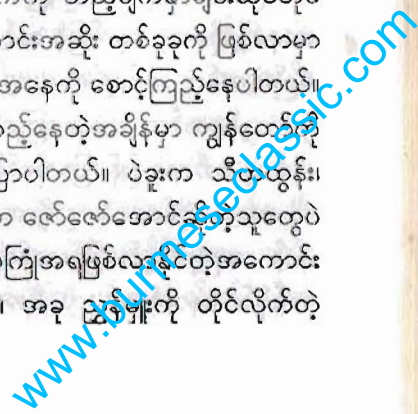 ာင်းအဆိုး တစ်ခုခုကို ဖြစ်လာမှာ
အနေကို စောင့်ကြည့်နေပါတယ်။
ည့်နေတဲ့အချိန်မှာ ကျွန်တော့်ကို
ပြာပါတယ်။ ပဲခူးက သီဟထွန်း၊
ဇော်ဇော်အောင်ဆိုတဲ့သူတွေပဲ
ကြုံအရဖြစ်လာနိုင်တဲ့အကောင်း
အခု ညွှန်မှူးကို တိုင်လိုက်တဲ့
www.burmeseclassic.com